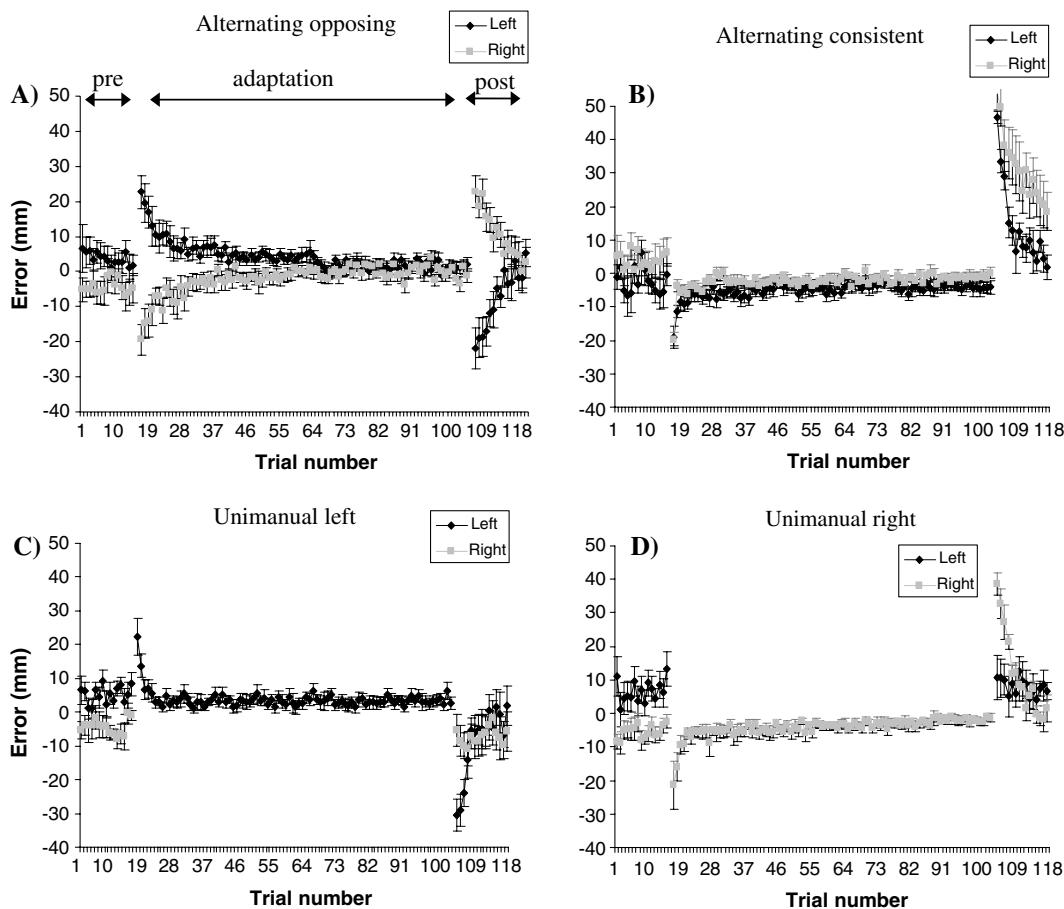 Alternating opposing
Left
Right
A)
pre
adaptation
post
50
40
30
20
10
0
-10
-20
-30
-40
Error (mm)
1 10 19 28 37 46 55 64 73 82 91 100 109 118
Trial number
Alternating consistent
Left
Right
B)
50
40
30
20
10
0
-10
-20
-30
-40
1 10 19 28 37 46 55 64 73 82 91 100 109 118
Trial number
Unimanual left
Left
Right
C)
50
40
30
20
10
0
-10
-20
-30
-40
Error (mm)
1 10 19 28 37 46 55 64 73 82 91 100 109 118
Trial number
Unimanual right
Left
Right
D)
50
40
30
20
10
0
-10
-20
-30
-40
1 10 19 28 37 46 55 64 73 82 91 100 109 118
Trial number